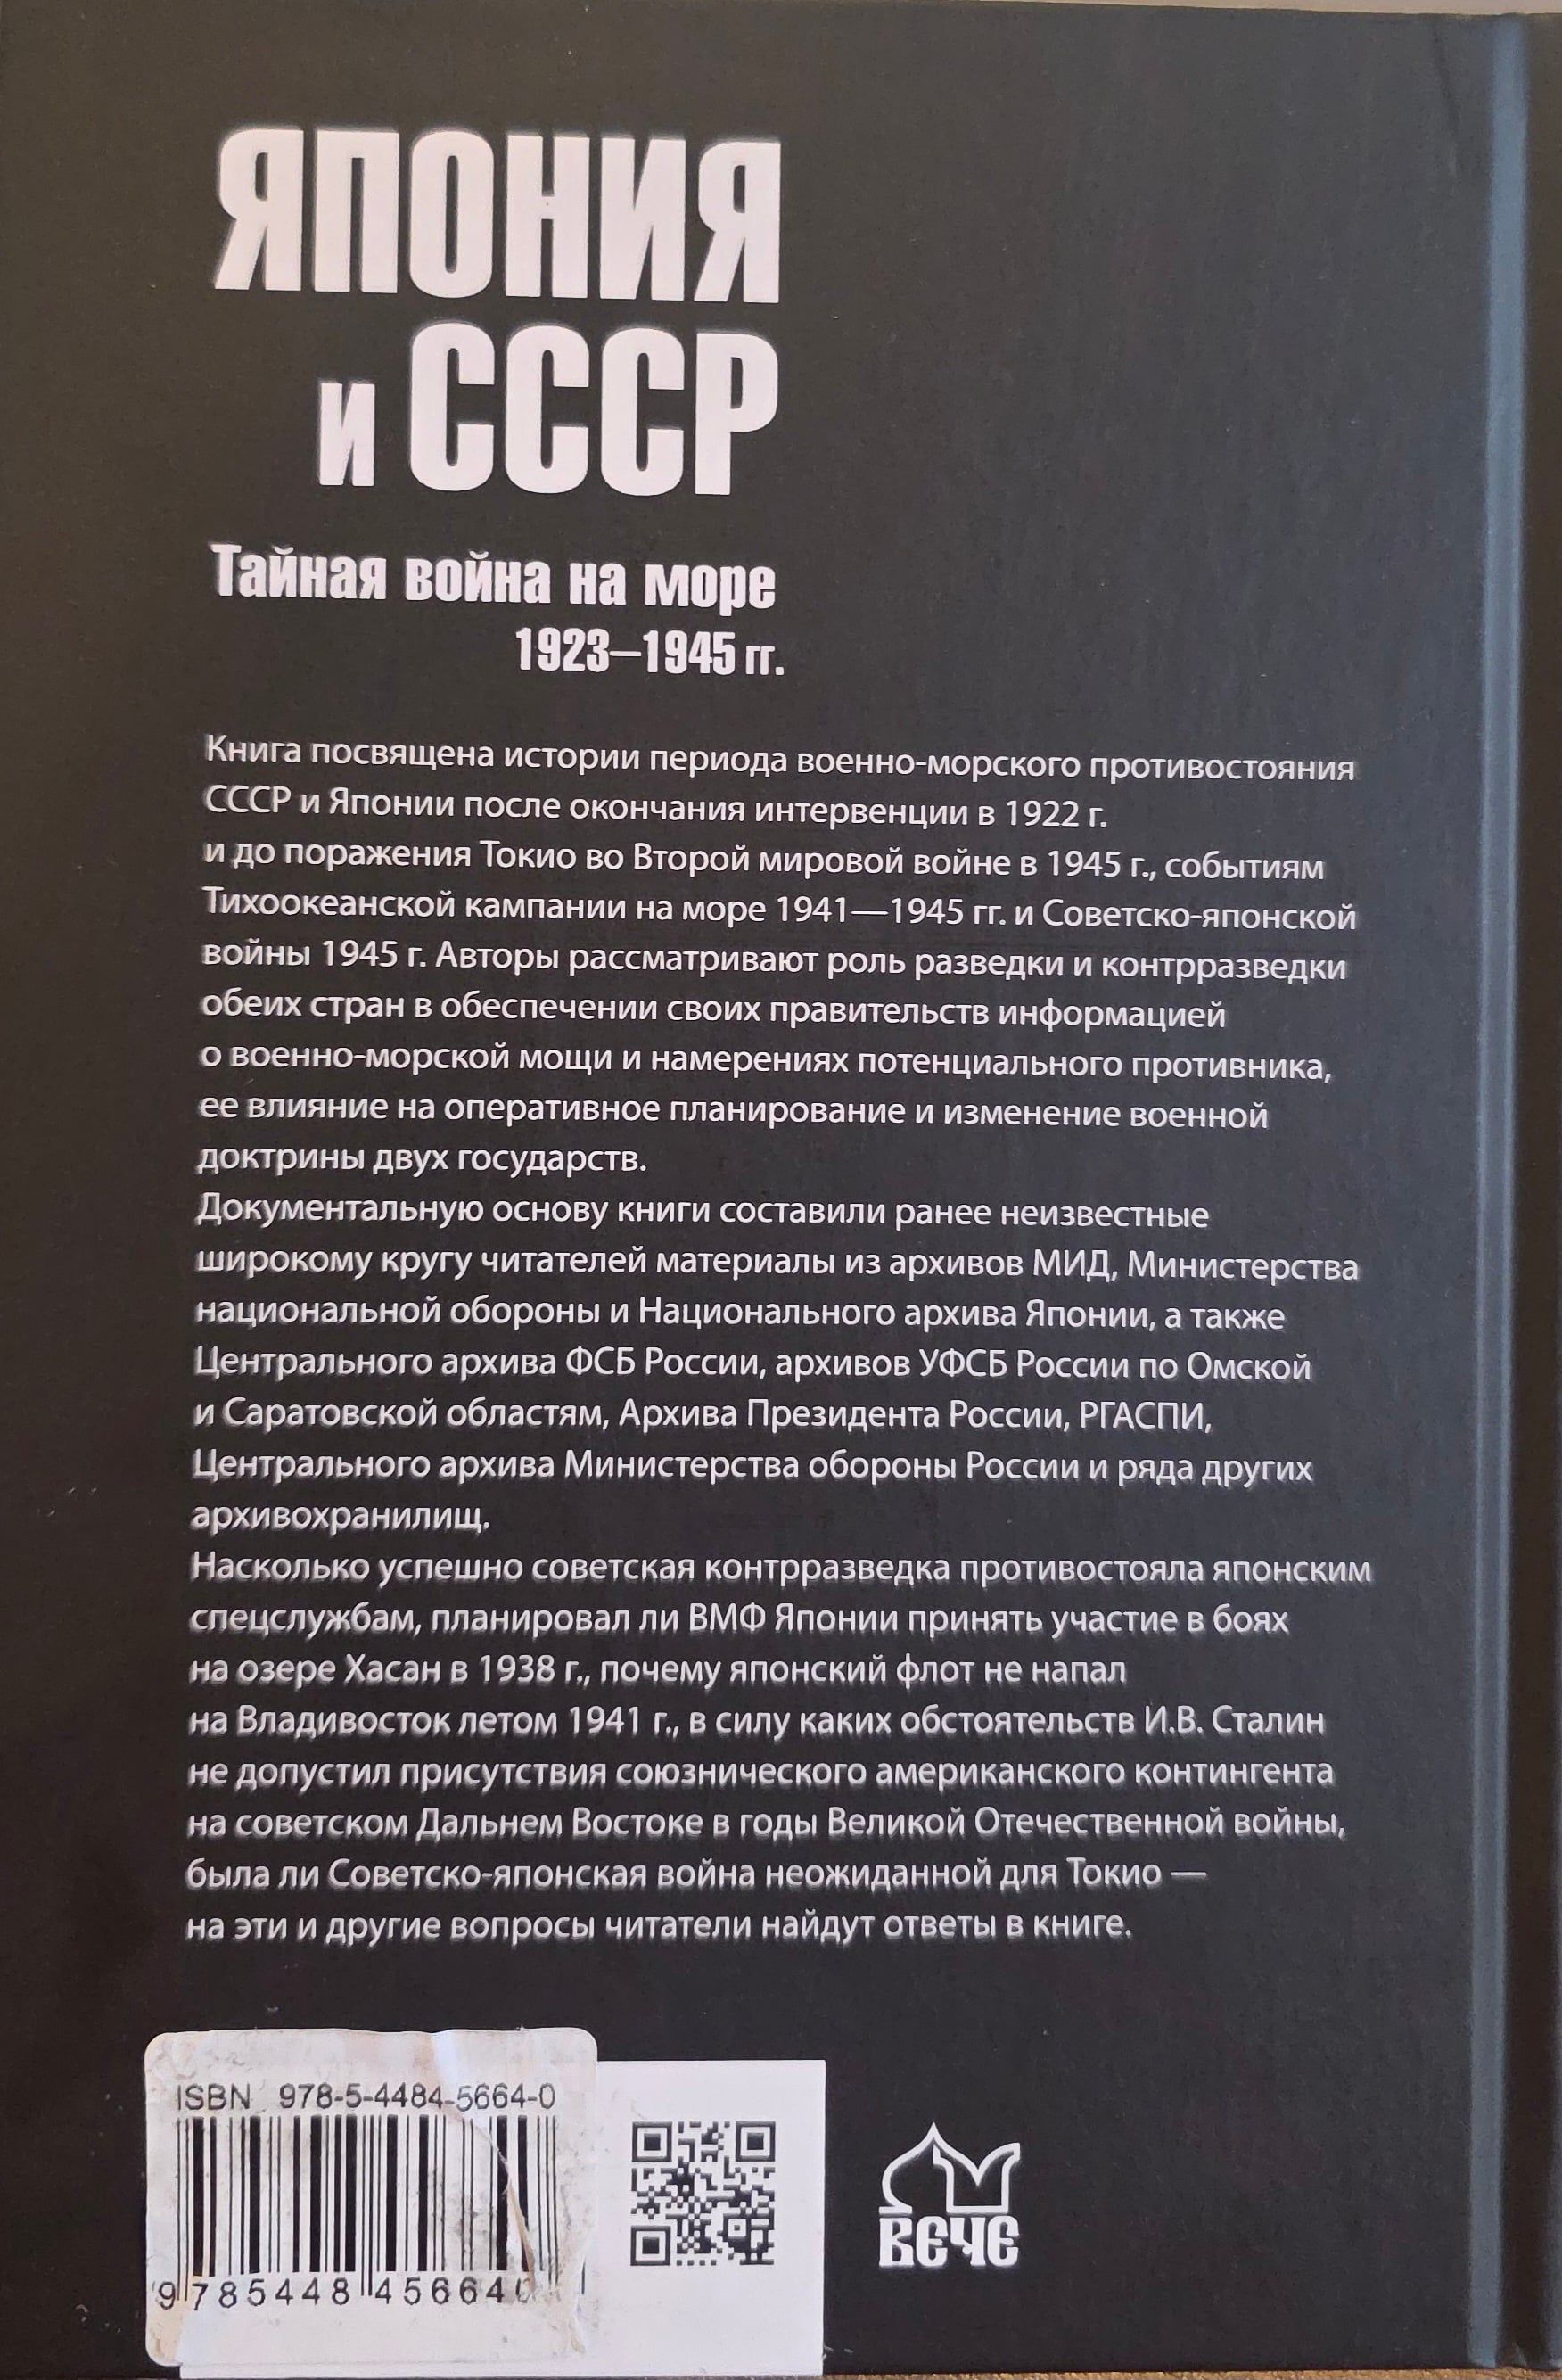 ЯПОНИЯ
и СССР
Тайная война на море
1923—1945 гг.
Книга посвящена истории периода военно-морского противостояния
СССР и Японии после окончания интервенции в 1922 г.
и до поражения Токио во Второй мировой войне в 1945 г., событиям
Тихоокеанской кампании на море 1941—1945 гг. и Советско-японской
войны 1945 г. Авторы рассматривают роль разведки и контрразведки
обеих стран в обеспечении своих правительств информацией
о военно-морской мощи и намерениях потенциального противника,
ее влияние на оперативное планирование и изменение военной
доктрины двух государств.
Документальную основу книги составили ранее неизвестные
широкому кругу читателей материалы из архивов МИД, Министерства
национальной обороны и Национального архива Японии, а также
Центрального архива ФСБ России, архивов УФСБ России по Омской
и Саратовской областям, Архива Президента России, РГАСПИ,
Центрального архива Министерства обороны России и ряда других
архивохранилищ.
Насколько успешно советская контрразведка противостояла японским
спецслужбам, планировал ли ВМФ Японии принять участие в боях
на озере Хасан в 1938 г., почему японский флот не напал
на Владивосток летом 1941 г., в силу каких обстоятельств И.В. Сталин
не допустил присутствия союзнического американского контингента
на советском Дальнем Востоке в годы Великой Отечественной войны,
была ли Советско-японская война неожиданной для Токио —
на эти и другие вопросы читатели найдут ответы в книге.
ISBN 978-5-4484-5664-0
9 785448 456640
ВЕЧЕ